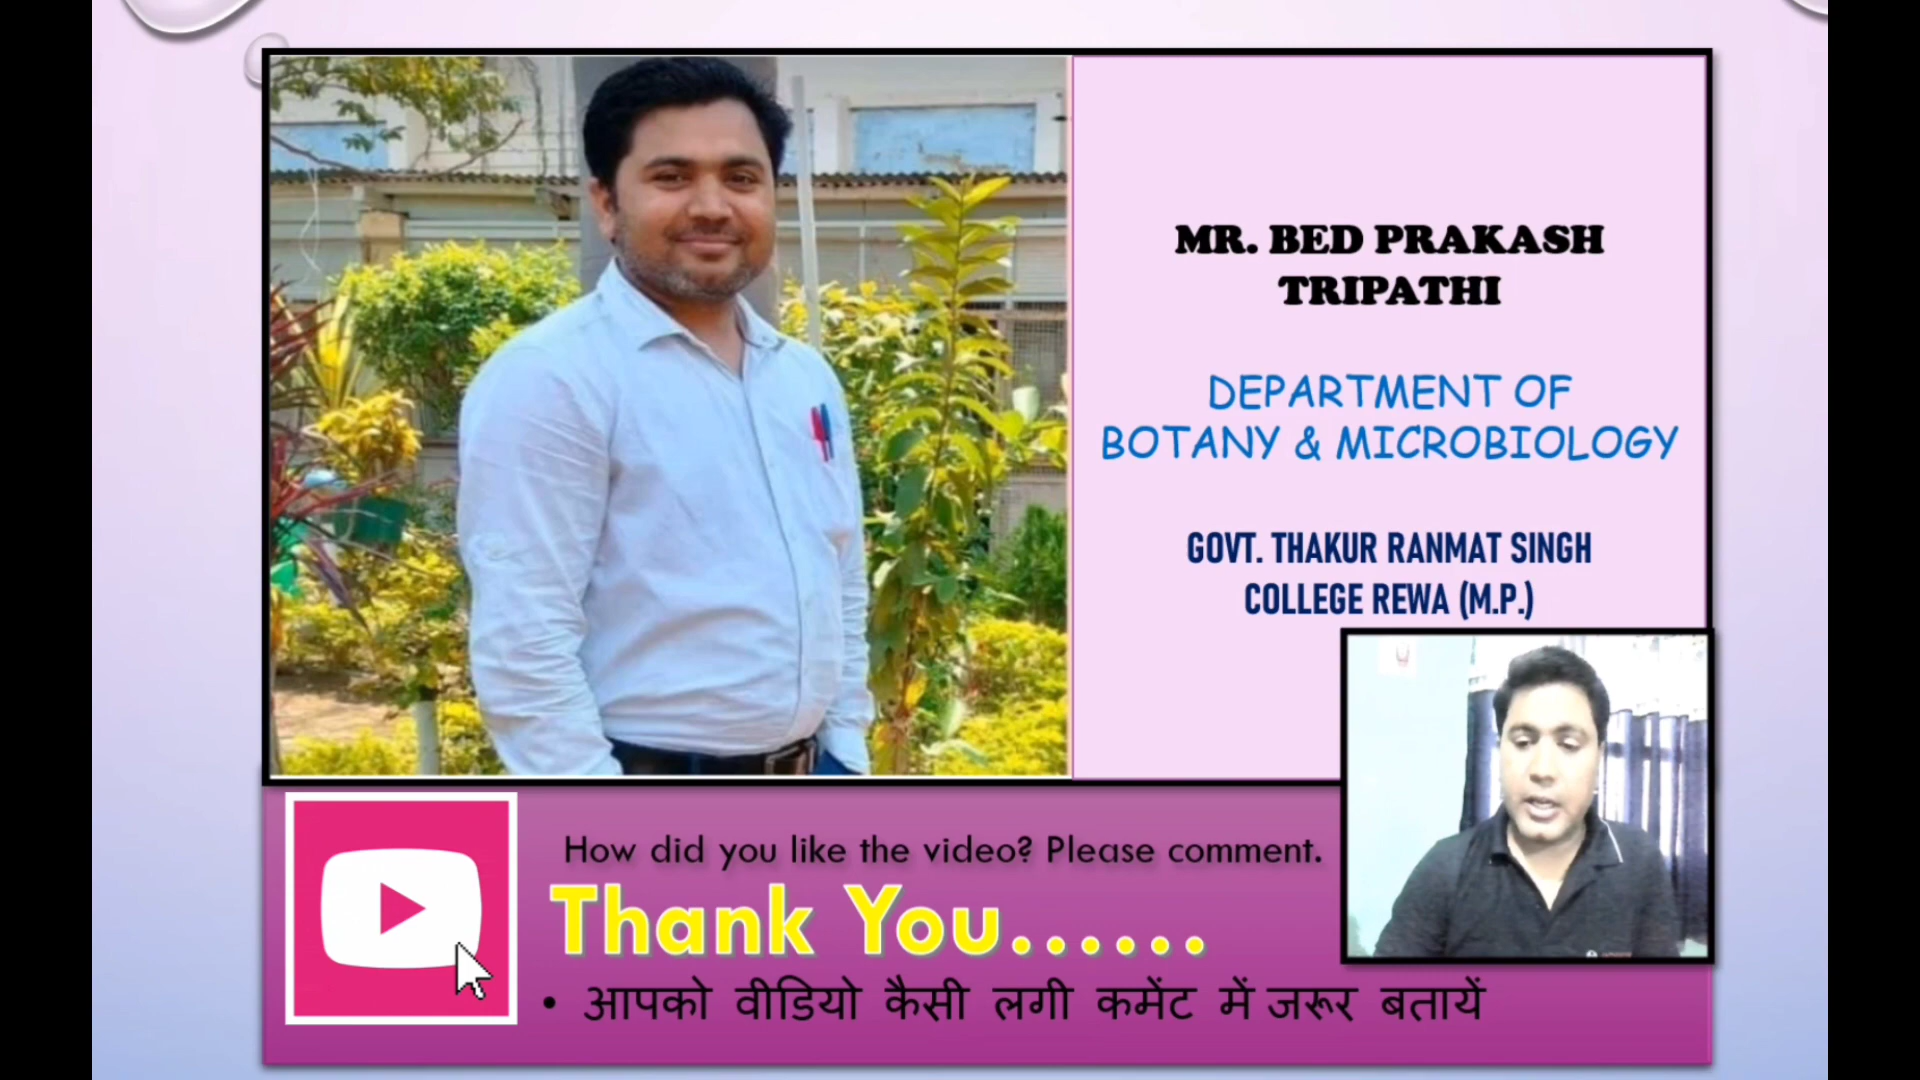 MR. BED PRAKASH
TRIPATHI
DEPARTMENT OF
BOTANY & MICROBIOLOGY
GOVT. THAKUR RANMAT SINGH
COLLEGE REWA (M.P.)
How did you like the video? Please comment.
Thank You......
• आपको वीडियो कैसी लगी कमेंट में जरूर बतायें